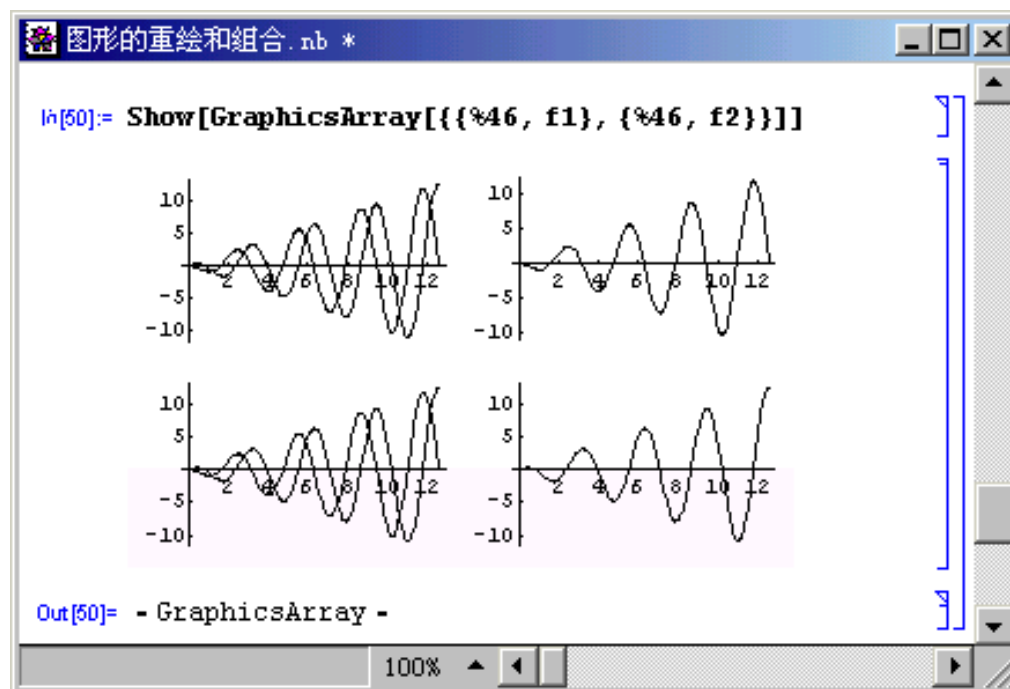 图形的重绘和组合.nb *
In[50]:= Show[GraphicsArray[{{%46, f1}, {%46, f2}}]]
10 10
5 5
2 4 6 8 10 12 2 4 6 8 10 12
-5 -5
-10 -10
10 10
5 5
2 4 6 8 10 12 2 4 6 8 10 12
-5 -5
-10 -10
Out[50]= - GraphicsArray -
100%